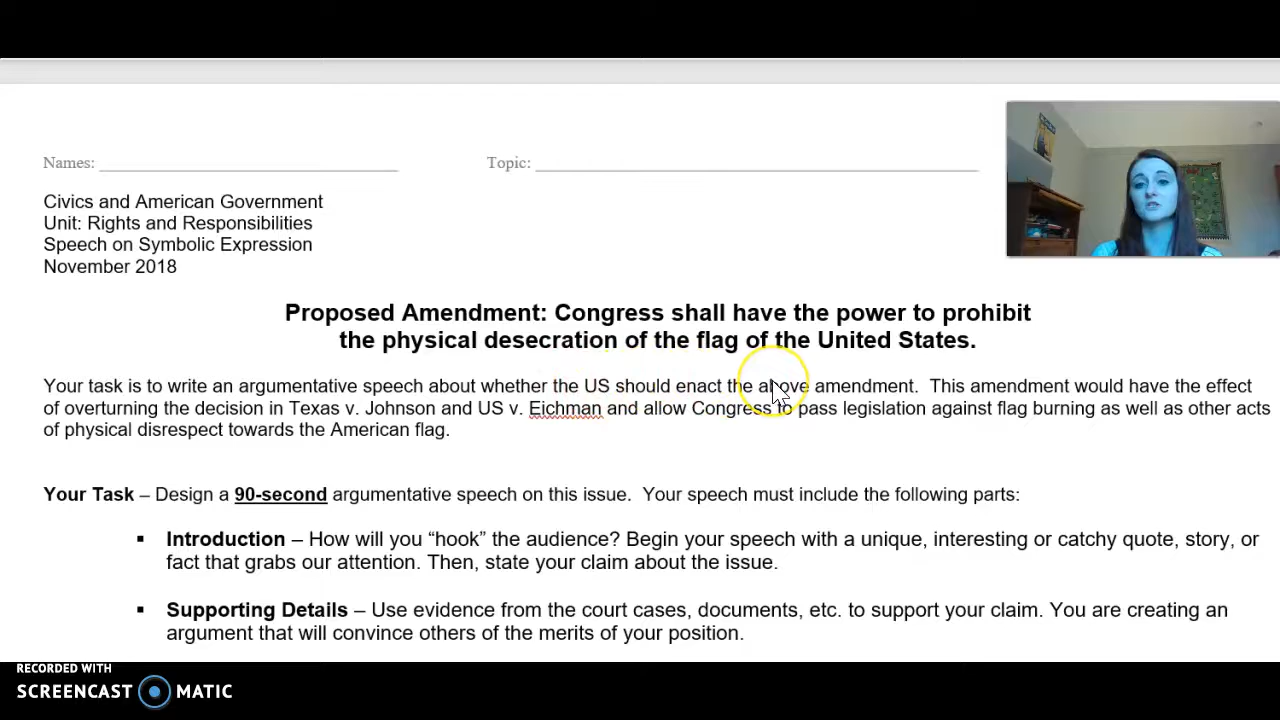 Names: Topic:
Civics and American Government
Unit: Rights and Responsibilities
Speech on Symbolic Expression
November 2018
Proposed Amendment: Congress shall have the power to prohibit
the physical desecration of the flag of the United States.
Your task is to write an argumentative speech about whether the US should enact the above amendment. This amendment would have the effect
of overturning the decision in Texas v. Johnson and US v. Eichman and allow Congress to pass legislation against flag burning as well as other acts
of physical disrespect towards the American flag.
Your Task – Design a 90-second argumentative speech on this issue. Your speech must include the following parts:
▪ Introduction – How will you “hook” the audience? Begin your speech with a unique, interesting or catchy quote, story, or
fact that grabs our attention. Then, state your claim about the issue.
▪ Supporting Details – Use evidence from the court cases, documents, etc. to support your claim. You are creating an
argument that will convince others of the merits of your position.
RECORDED WITH
SCREENCAST MATIC